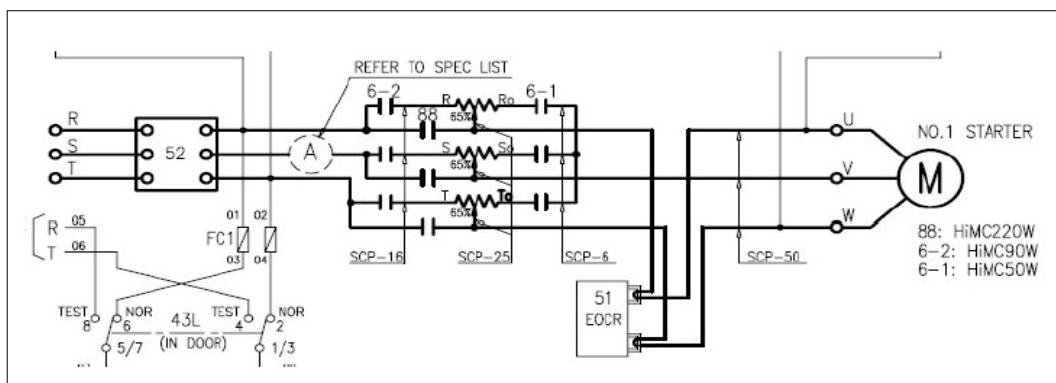 REFER TO SPEC LIST
6-2
R
Ro
6-1
88
65%
R
S
T
52
A
S
So
65%
T
To
65%
U
V
W
NO.1 STARTER
M
88: HiMC220W
6-2: HiMC90W
6-1: HiMC50W
SCP-16
SCP-25
SCP-6
SCP-50
R 05
T 06
01
02
FC1
03
04
51
EOCR
TEST
NOR
43L
TEST
NOR
8
6
4
2
(IN DOOR)
5/7
1/3